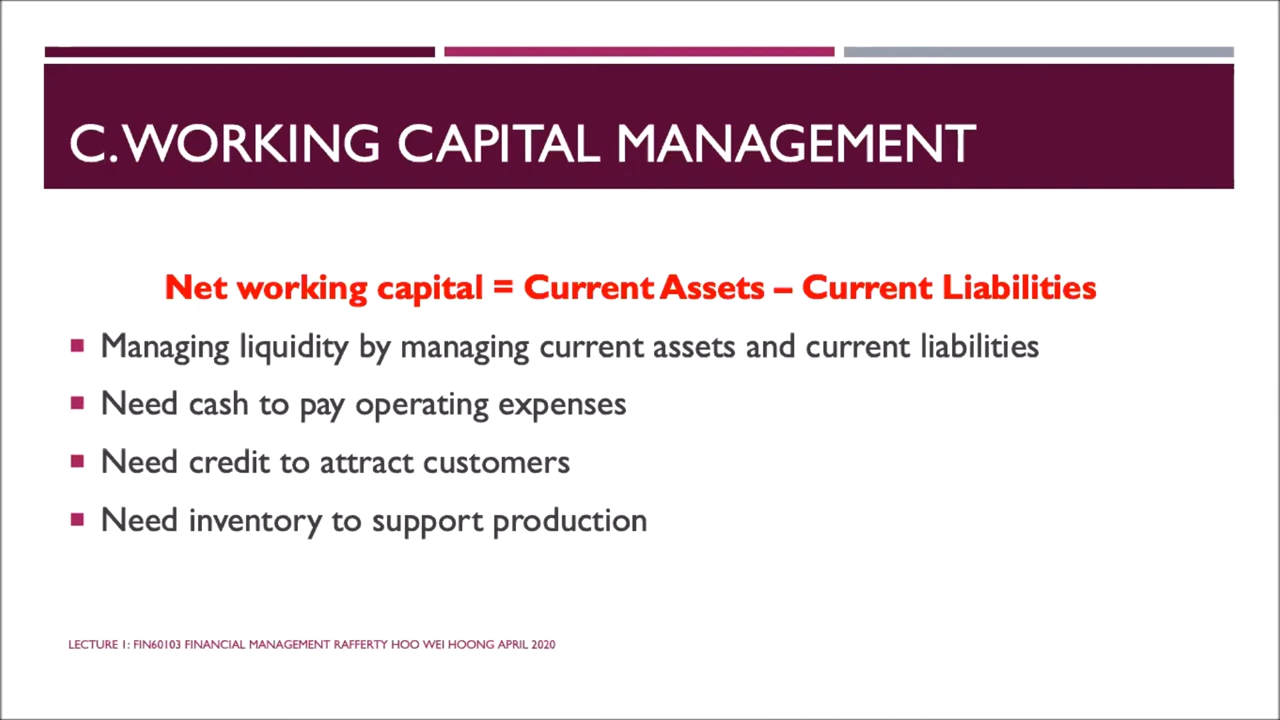 C. WORKING CAPITAL MANAGEMENT
Net working capital = Current Assets – Current Liabilities
Managing liquidity by managing current assets and current liabilities
Need cash to pay operating expenses
Need credit to attract customers
Need inventory to support production
LECTURE 1: FIN60103 FINANCIAL MANAGEMENT RAFFERTY HOO WEI HOONG APRIL 2020